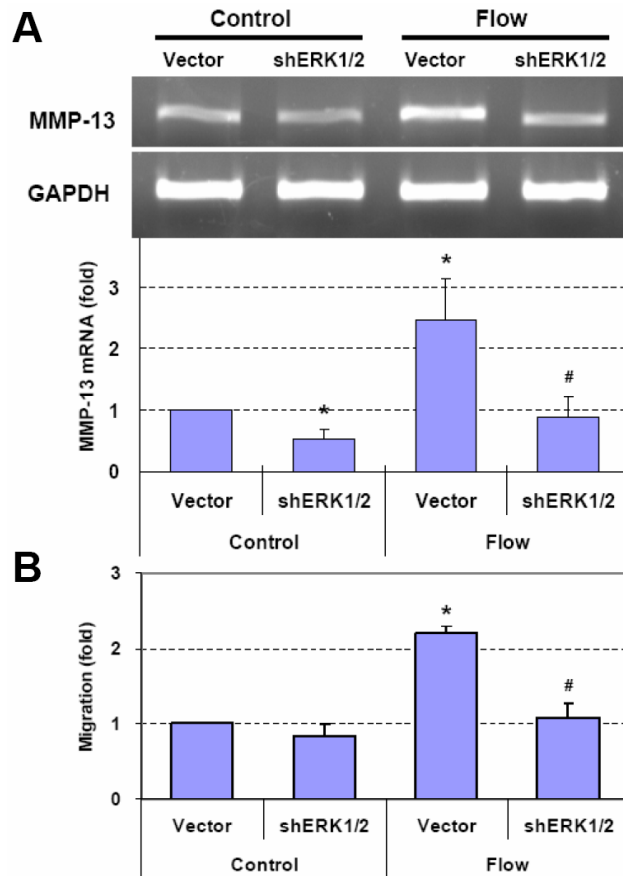 A
Control Flow
Vector shERK1/2 Vector shERK1/2
MMP-13
GAPDH
MMP-13 mRNA (fold)
3
2
1
0
*
*
*
#
Vector shERK1/2 Vector shERK1/2
Control Flow
B
Migration (fold)
3
2
1
0
*
#
Vector shERK1/2 Vector shERK1/2
Control Flow